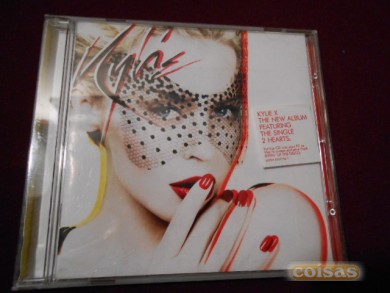 Kylie
KYLIE X
THE NEW ALBUM
FEATURING
THE SINGLE
2 HEARTS.
coisas